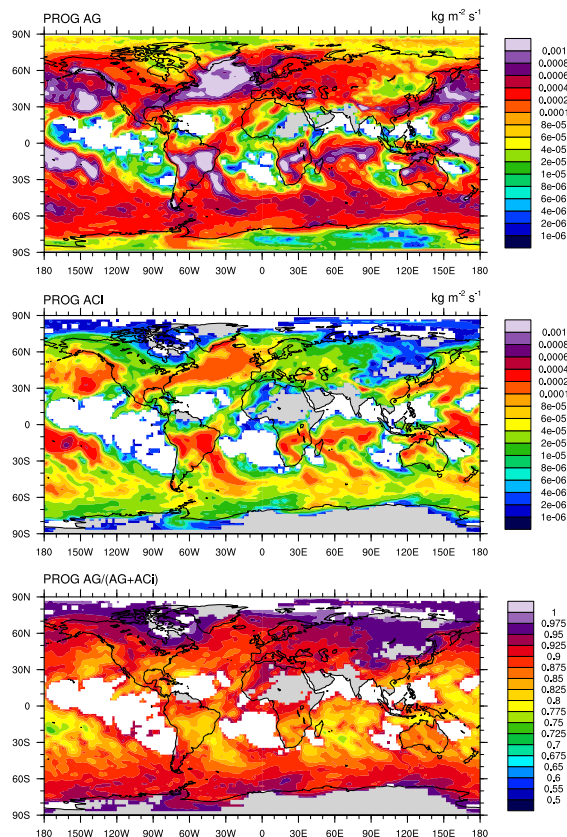 PROG AG kg m⁻² s⁻¹
90N
60N
30N
0
30S
60S
90S
180 150W 120W 90W 60W 30W 0 30E 60E 90E 120E 150E 180
0.001
0.0008
0.0006
0.0004
0.0002
0.0001
8e-05
6e-05
4e-05
2e-05
1e-05
8e-06
6e-06
4e-06
2e-06
1e-06
PROG ACI kg m⁻² s⁻¹
90N
60N
30N
0
30S
60S
90S
180 150W 120W 90W 60W 30W 0 30E 60E 90E 120E 150E 180
0.001
0.0008
0.0006
0.0004
0.0002
0.0001
8e-05
6e-05
4e-05
2e-05
1e-05
8e-06
6e-06
4e-06
2e-06
1e-06
PROG AG/(AG+ACi)
90N
60N
30N
0
30S
60S
90S
180 150W 120W 90W 60W 30W 0 30E 60E 90E 120E 150E 180
1
0.975
0.95
0.925
0.9
0.875
0.85
0.825
0.8
0.775
0.75
0.725
0.7
0.675
0.65
0.6
0.55
0.5